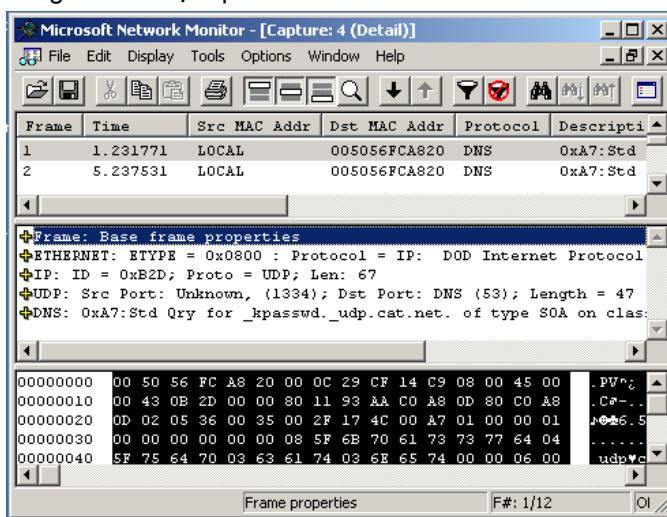 Microsoft Network Monitor - [Capture: 4 (Detail)]
File Edit Display Tools Options Window Help
Frame Time Src MAC Addr Dst MAC Addr Protocol Descripti
1 1.231771 LOCAL 005056FCA820 DNS 0xA7:Std
2 5.237531 LOCAL 005056FCA820 DNS 0xA7:Std
Frame: Base frame properties
ETHERNET: ETYPE = 0x0800 : Protocol = IP: DOD Internet Protocol
IP: ID = 0xB2D; Proto = UDP; Len: 67
UDP: Src Port: Unknown, (1334); Dst Port: DNS (53); Length = 47
DNS: 0xA7:Std Qry for _kpasswd._udp.cat.net. of type SOA on clas
00000000 00 50 56 FC A8 20 00 0C 29 CF 14 C9 08 00 45 00 .PV
00000010 00 43 0B 2D 00 00 80 11 93 AA C0 A8 0D 80 C0 A8
00000020 0D 02 05 36 00 35 00 2F 17 4C 00 A7 01 00 00 01 6.5
00000030 00 00 00 00 00 00 08 5F 6B 70 61 73 73 77 64 04 ......
00000040 5F 75 64 70 03 63 61 74 03 6E 65 74 00 00 06 00 udp♥c
Frame properties F#: 1/12